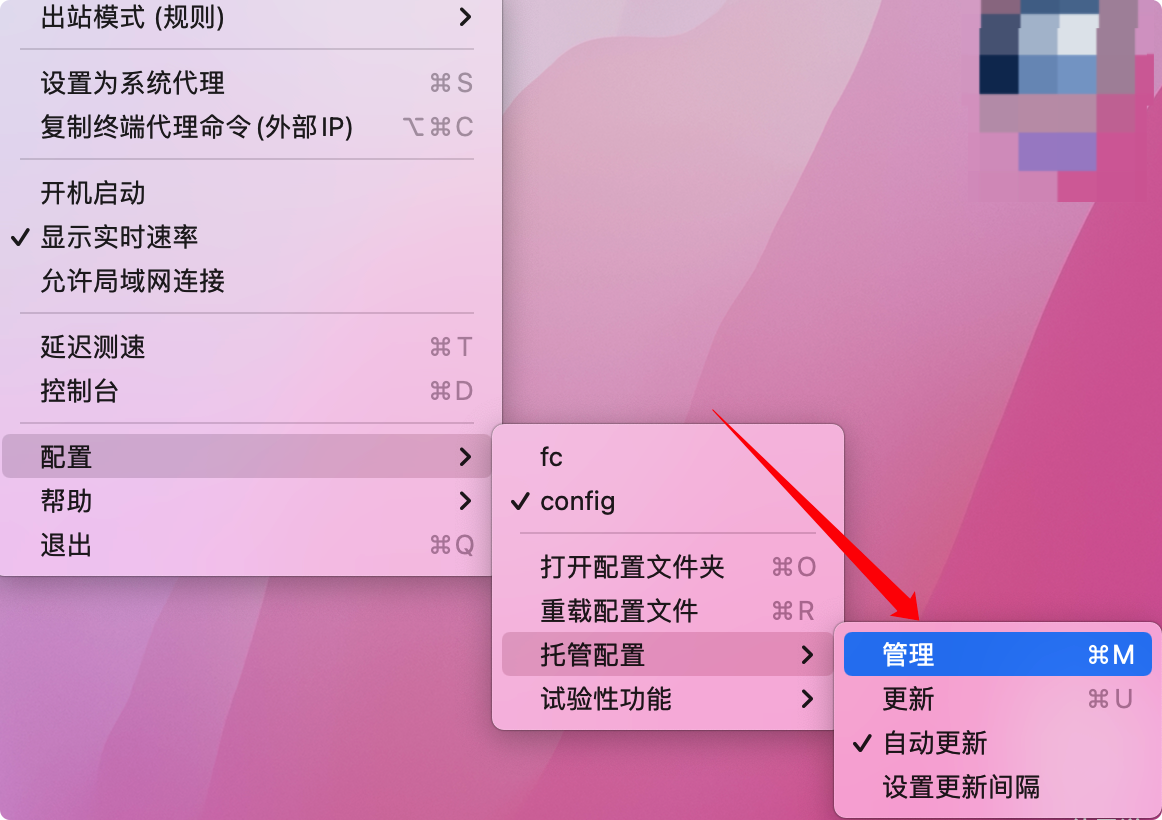 出站模式 (规则)
设置为系统代理 ⌘S
复制终端代理命令(外部IP) ⌥⌘C
开机启动
✓ 显示实时速率
允许局域网连接
延迟测速 ⌘T
控制台 ⌘D
配置
帮助
退出 ⌘Q
fc
✓ config
打开配置文件夹 ⌘O
重载配置文件 ⌘R
托管配置
试验性功能
管理 ⌘M
更新 ⌘U
✓ 自动更新
设置更新间隔